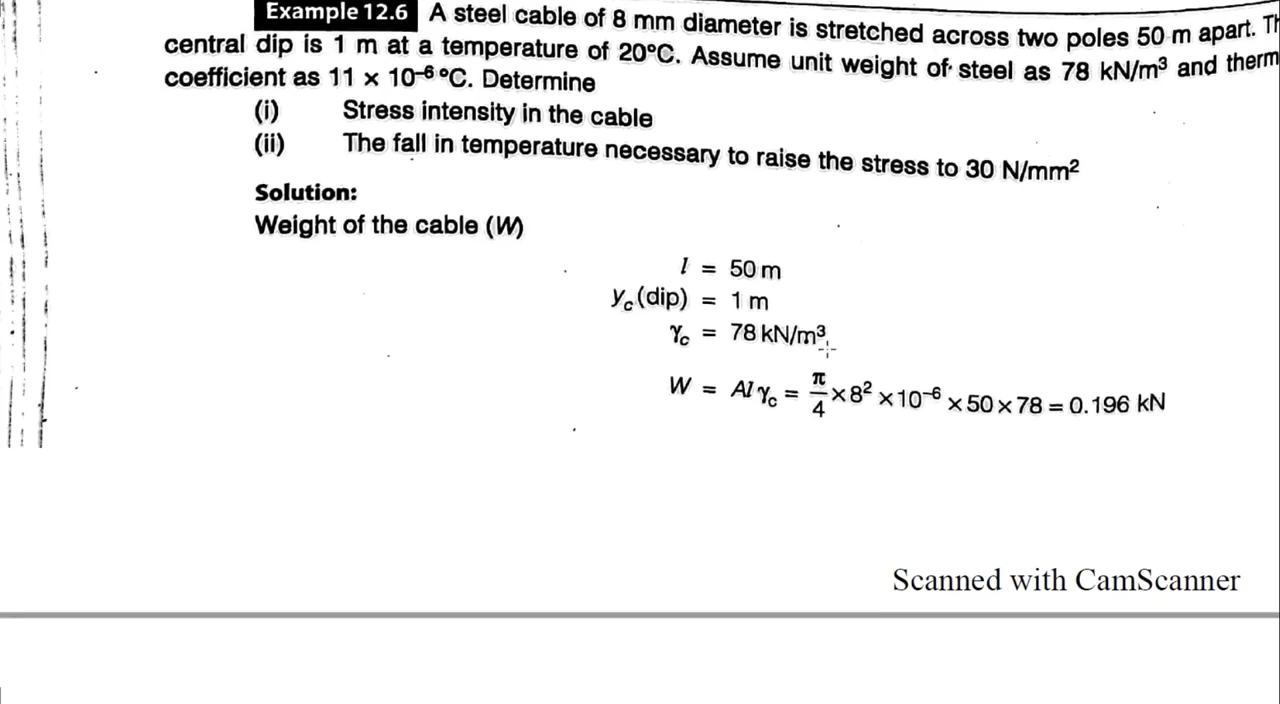 Example 12.6 A steel cable of 8 mm diameter is stretched across two poles 50 m apart.
central dip is 1 m at a temperature of 20°C. Assume unit weight of steel as 78 kN/m³ and
coefficient as 11 × 10⁻⁶ °C. Determine
(i) Stress intensity in the cable
(ii) The fall in temperature necessary to raise the stress to 30 N/mm²
Solution:
Weight of the cable (W)
l = 50 m
y_c (dip) = 1 m
γ_c = 78 kN/m³
W = Alγ_c = π/4 × 8² × 10⁻⁶ × 50 × 78 = 0.196 kN
Scanned with CamScanner